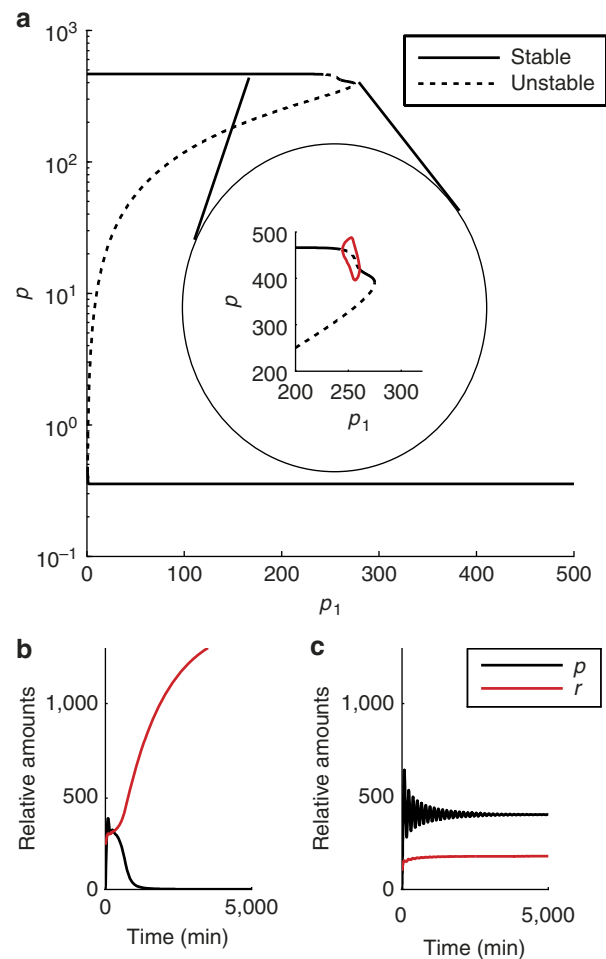 a
10³
10²
10¹
10⁰
10⁻¹
p
0 100 200 300 400 500
p₁
Stable
Unstable
500
400
300
200
p
200 250 300
p₁
b
1,000
500
0
Relative amounts
0 5,000
Time (min)
c
1,000
500
0
Relative amounts
0 5,000
Time (min)
p
r